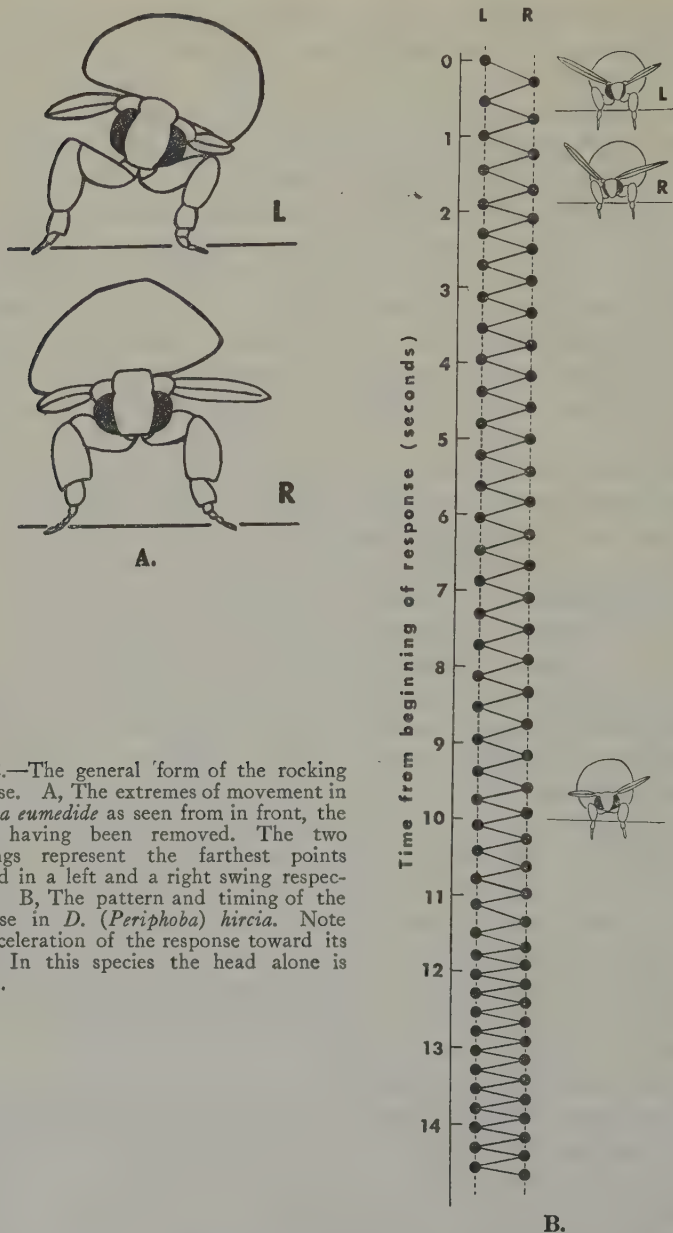 L
R
A.
L R
0
1
2
3
4
5
6
7
8
9
10
11
12
13
14
Time from beginning of response (seconds)
L
R
B.
.—The general form of the rocking
se. A, The extremes of movement in
a eumedide as seen from in front, the
having been removed. The two
ngs represent the farthest points
d in a left and a right swing respec-
B, The pattern and timing of the
se in D. (Periphoba) hircia. Note
celeration of the response toward its
In this species the head alone is
.